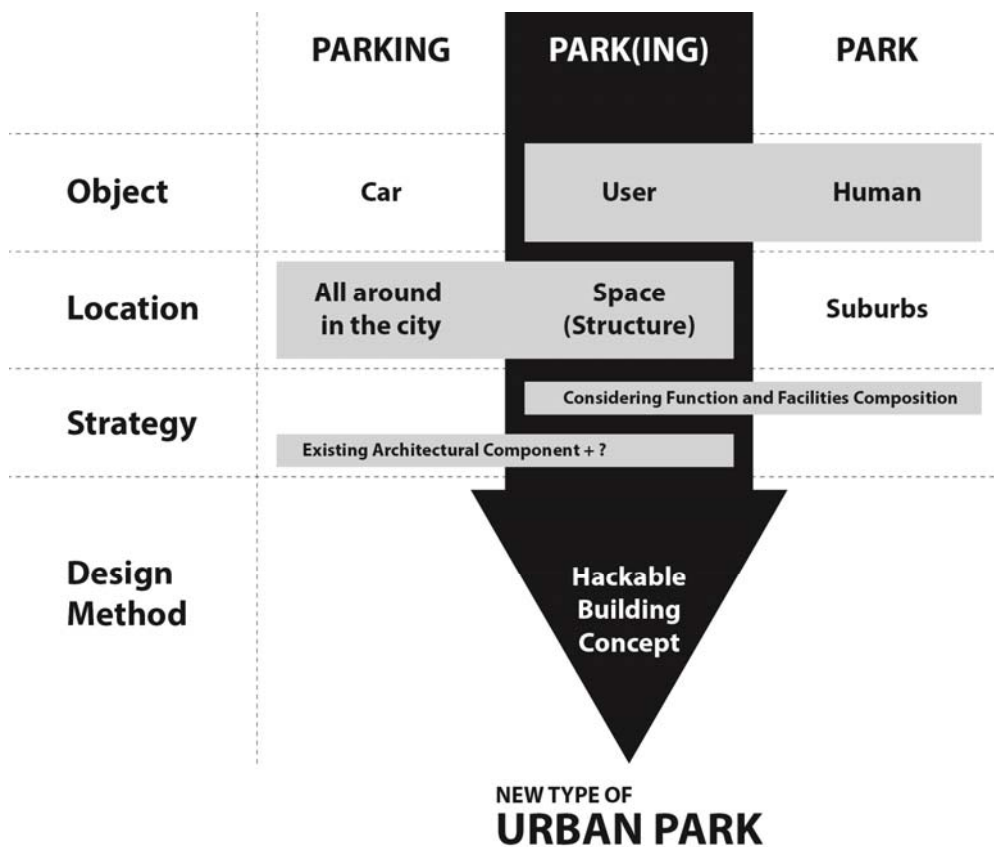 PARKING PARK(ING) PARK
Object Car User Human
Location All around
in the city Space
(Structure) Suburbs
Strategy Considering Function and Facilities Composition
Existing Architectural Component + ?
Design
Method
Hackable
Building
Concept
NEW TYPE OF
URBAN PARK